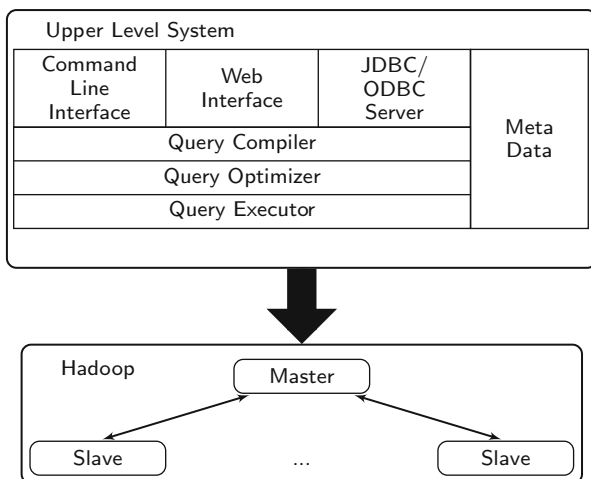 Upper Level System
Command
Line
Interface
Web
Interface
JDBC/
ODBC
Server
Meta
Data
Query Compiler
Query Optimizer
Query Executor
Hadoop
Master
Slave
...
Slave